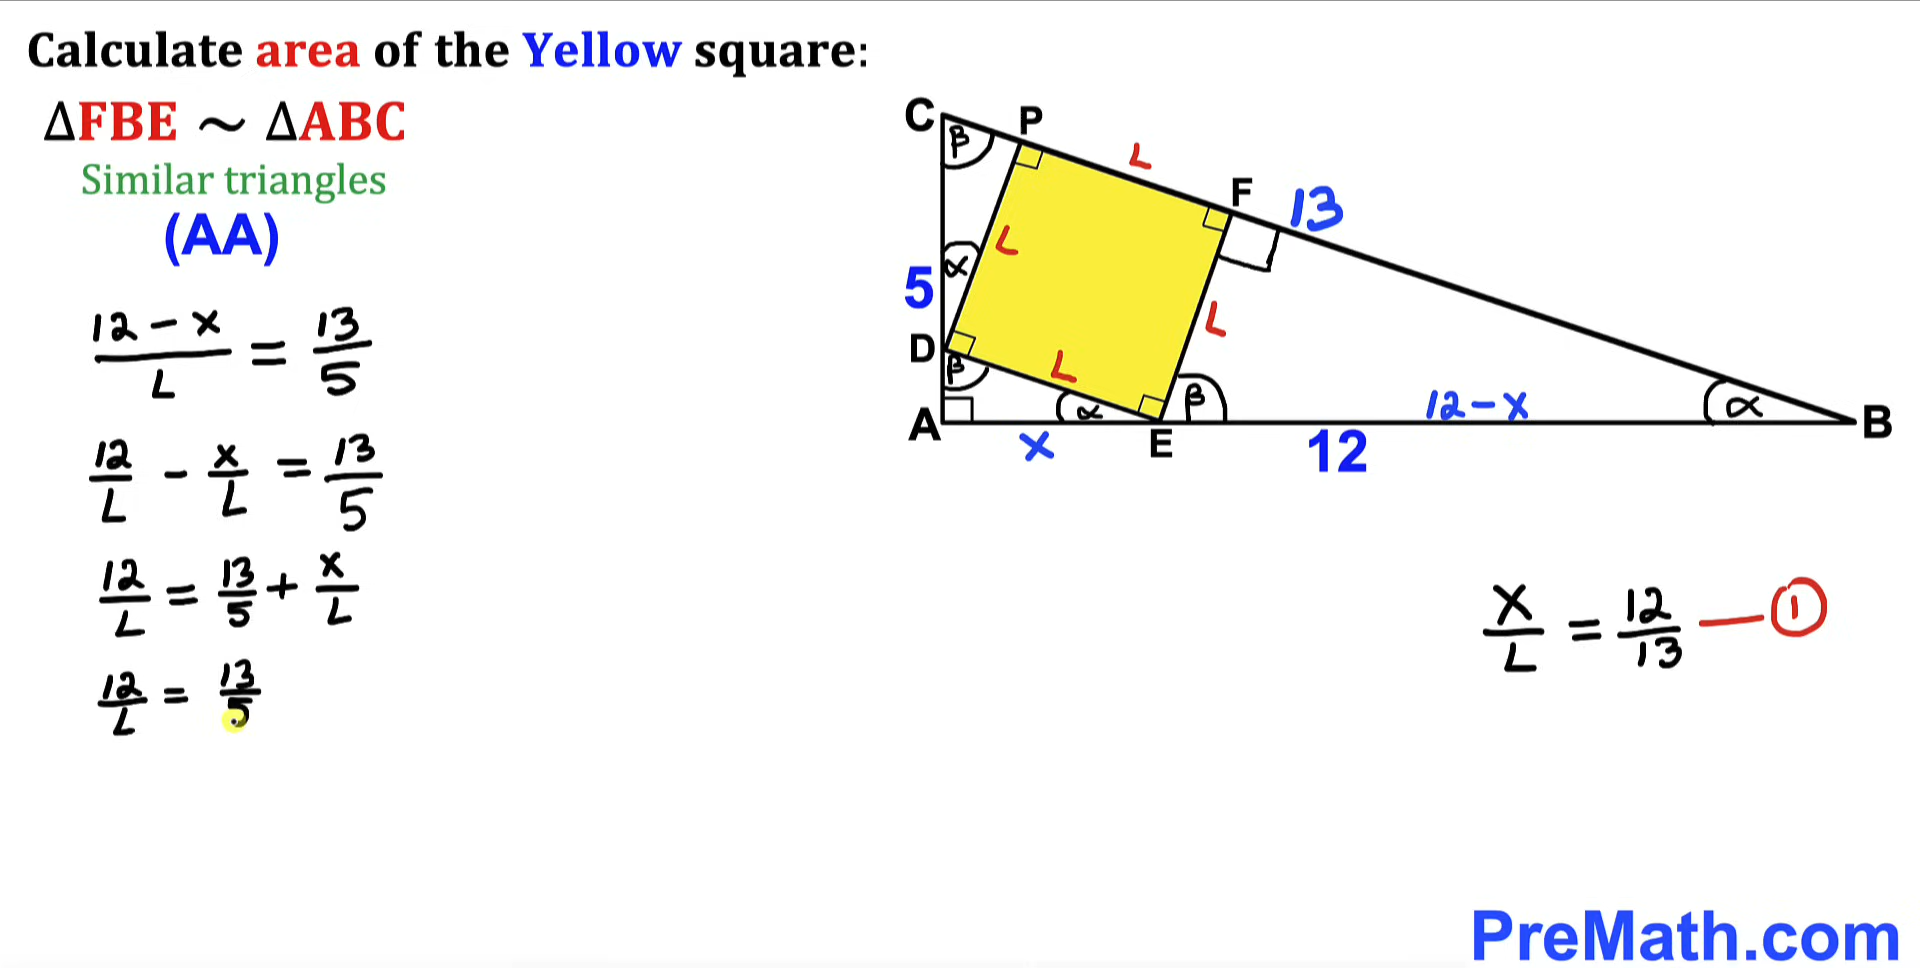 Calculate area of the Yellow square:
ΔFBE ~ ΔABC
Similar triangles
(AA)
12 - x / L = 13 / 5
12 / L - x / L = 13 / 5
12 / L = 13 / 5 + x / L
12 / L = 13 / 5
C
P
β
L
F
13
L
α
5
L
D
β
L
β
α
12-x
α
A
B
x
E
12
x / L = 12 / 13 — ①
PreMath.com